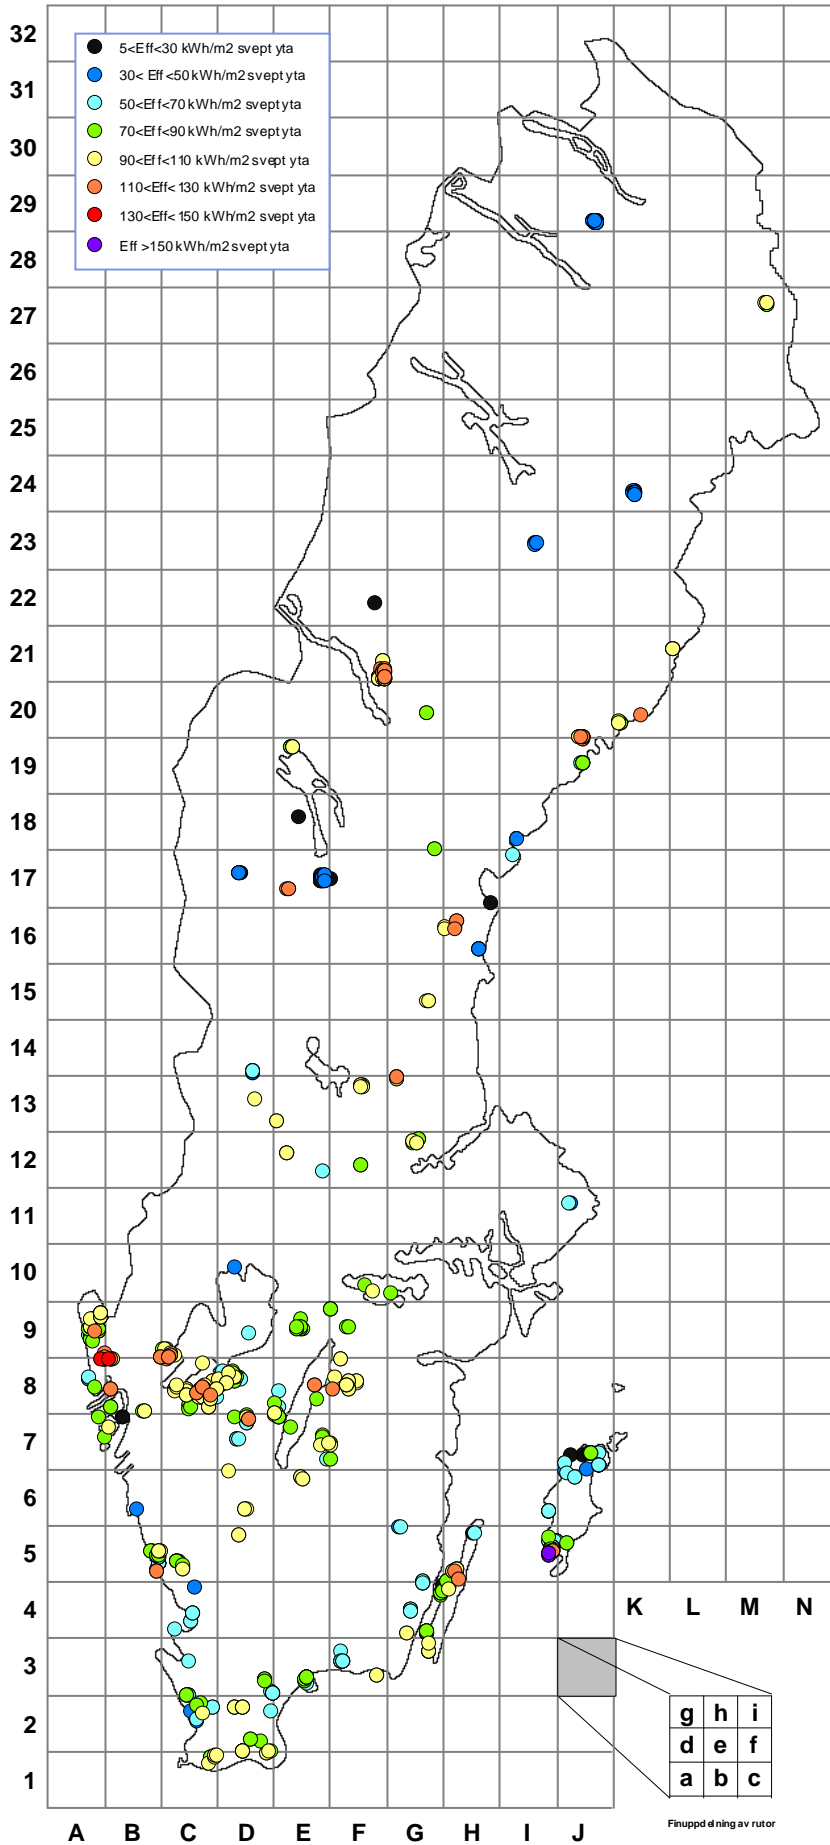 32
5<Eff<30 kWh/m2 svept yta
30< Eff <50 kWh/m2 svept yta
31
50<Eff<70 kWh/m2 svept yta
70<Eff<90 kWh/m2 svept yta
30
90<Eff<110 kWh/m2 svept yta
110<Eff<130 kWh/m2 svept yta
29
130<Eff<150 kWh/m2 svept yta
Eff >150 kWh/m2 svept yta
28
27
26
25
24
23
22
21
20
19
18
17
16
15
14
13
12
11
10
9
8
7
6
5
4
K L M N
3
g h i
2
d e f
a b c
1
Finuppdelning av rutor
A B C D E F G H I J